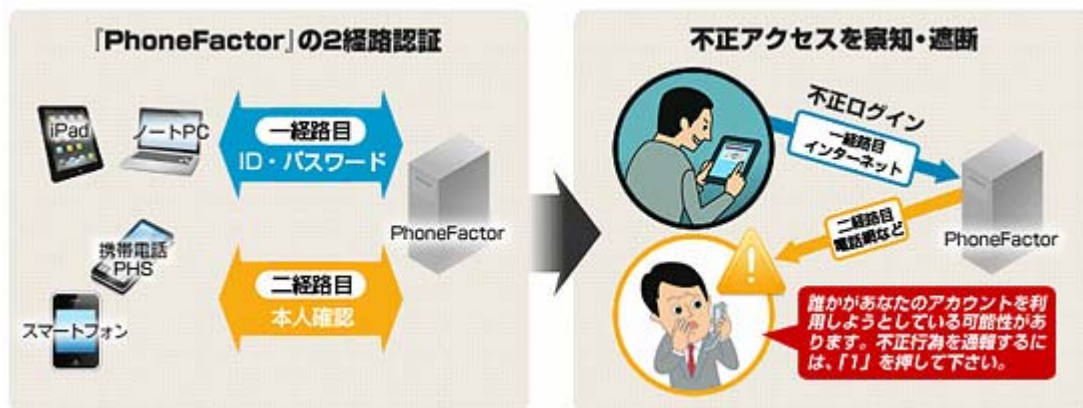 『PhoneFactor』の2経路認証
iPad
ノートPC
一経路目
ID・パスワード
PhoneFactor
携帯電話
PHS
スマートフォン
二経路目
本人確認
不正アクセスを察知・遮断
不正ログイン
一経路目
インターネット
二経路目
電話網など
PhoneFactor
誰かがあなたのアカウントを利
用しようとしている可能性があ
ります。不正行為を通報するに
は、「1」を押して下さい。